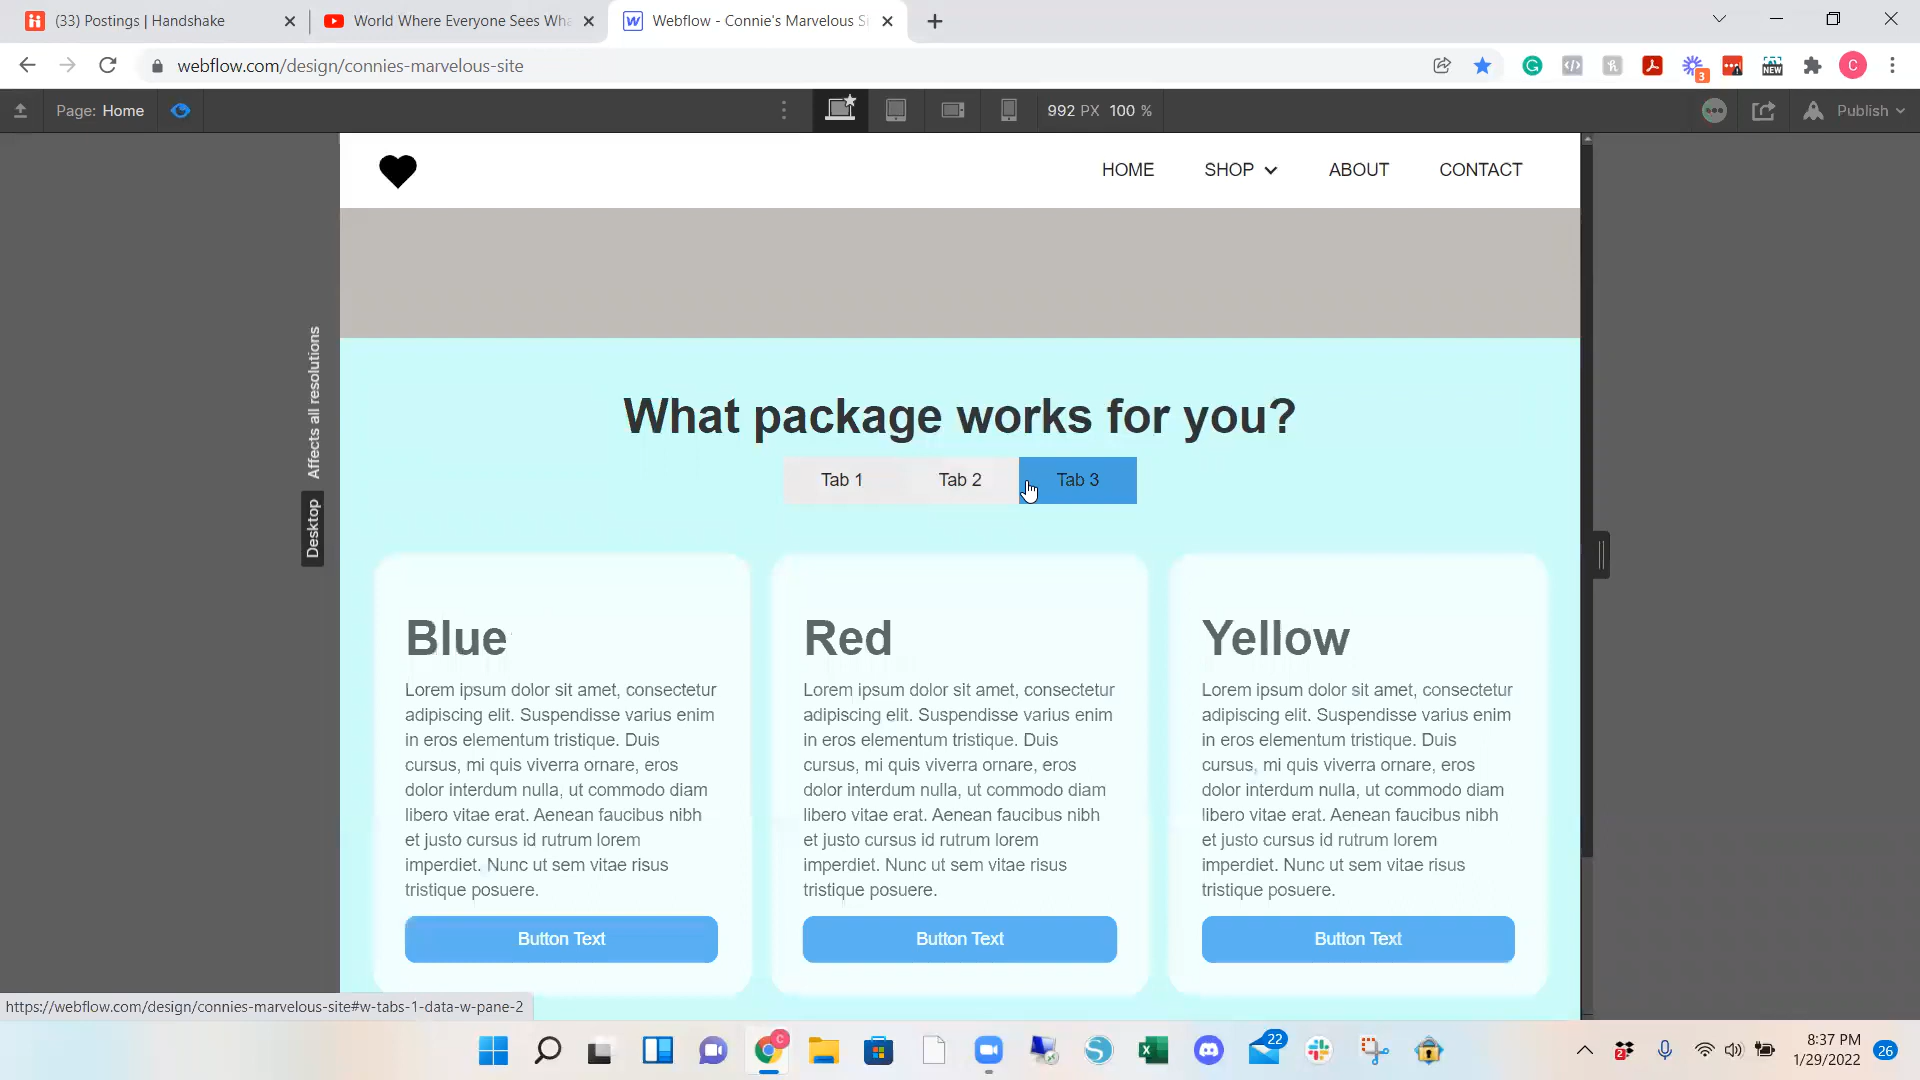 (33) Postings | Handshake
World Where Everyone Sees Wha
Webflow - Connie's Marvelous Si
webflow.com/design/connies-marvelous-site
3
NEW
C
Page: Home
992 PX 100 %
Publish
HOME
SHOP
ABOUT
CONTACT
Affects all resolutions
Desktop
What package works for you?
Tab 1
Tab 2
Tab 3
Blue
Lorem ipsum dolor sit amet, consectetur
adipiscing elit. Suspendisse varius enim
in eros elementum tristique. Duis
cursus, mi quis viverra ornare, eros
dolor interdum nulla, ut commodo diam
libero vitae erat. Aenean faucibus nibh
et justo cursus id rutrum lorem
imperdiet. Nunc ut sem vitae risus
tristique posuere.
Button Text
Red
Lorem ipsum dolor sit amet, consectetur
adipiscing elit. Suspendisse varius enim
in eros elementum tristique. Duis
cursus, mi quis viverra ornare, eros
dolor interdum nulla, ut commodo diam
libero vitae erat. Aenean faucibus nibh
et justo cursus id rutrum lorem
imperdiet. Nunc ut sem vitae risus
tristique posuere.
Button Text
Yellow
Lorem ipsum dolor sit amet, consectetur
adipiscing elit. Suspendisse varius enim
in eros elementum tristique. Duis
cursus, mi quis viverra ornare, eros
dolor interdum nulla, ut commodo diam
libero vitae erat. Aenean faucibus nibh
et justo cursus id rutrum lorem
imperdiet. Nunc ut sem vitae risus
tristique posuere.
Button Text
https://webflow.com/design/connies-marvelous-site#w-tabs-1-data-w-pane-2
C
22
2
8:37 PM
1/29/2022
26